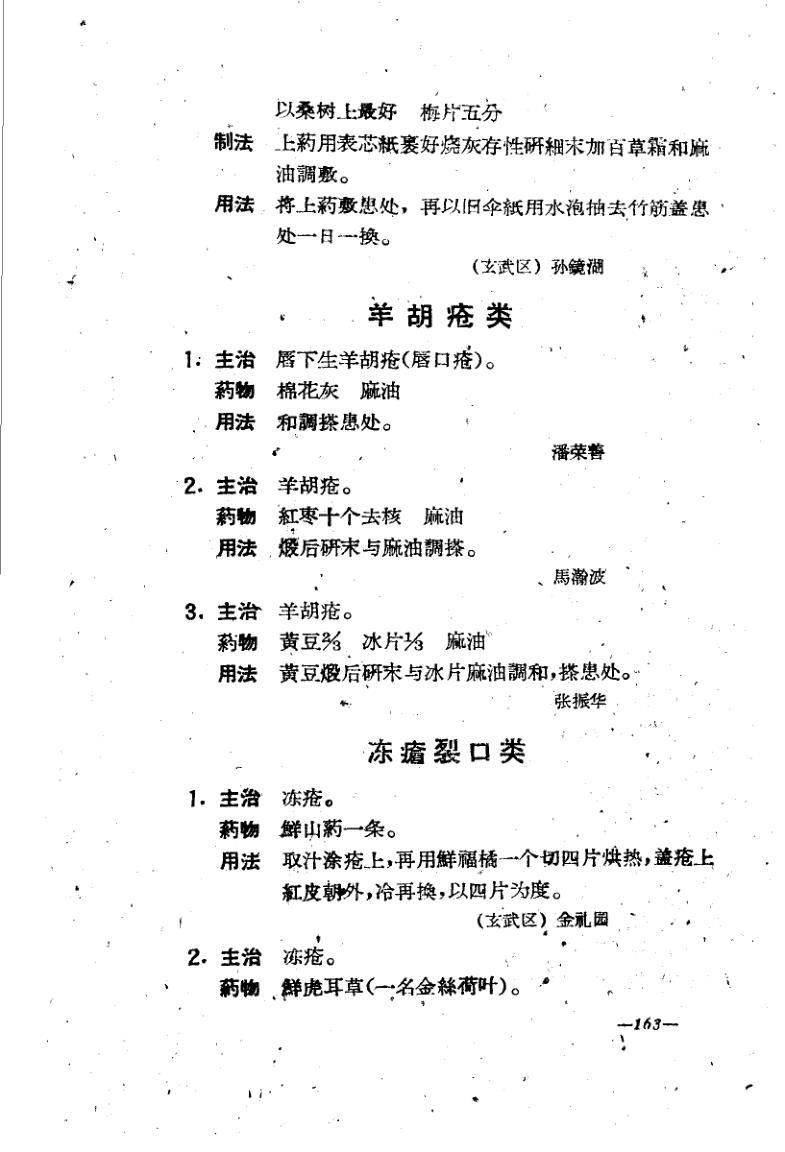 以桑树上最好　梅片五分
制法　上葯用表芯紙裹好烧灰存性研細末加百草霜和麻
油調敷。
用法　将上葯敷患处，再以旧伞紙用水泡抽去竹筋盖患
处一日一换。
(玄武区) 孙鏡湖
羊胡疮类
1. 主治　唇下生羊胡疮(唇口疮)。
葯物　棉花灰　麻油
用法　和調搽患处。
潘荣善
2. 主治　羊胡疮。
葯物　紅枣十个去核　麻油
用法　煅后研末与麻油調搽。
馬瀚波
3. 主治　羊胡疮。
葯物　黄豆⅔　冰片⅓　麻油
用法　黄豆煅后研末与冰片麻油調和,搽患处。
张振华
冻瘡裂口类
1. 主治　冻疮。
葯物　鮮山葯一条。
用法　取汁涂疮上,再用鮮福橘一个切四片烘热,盖疮上
紅皮朝外,冷再换,以四片为度。
(玄武区) 金礼园
2. 主治　冻疮。
葯物　鮮虎耳草(一名金絲荷叶)。
—163—